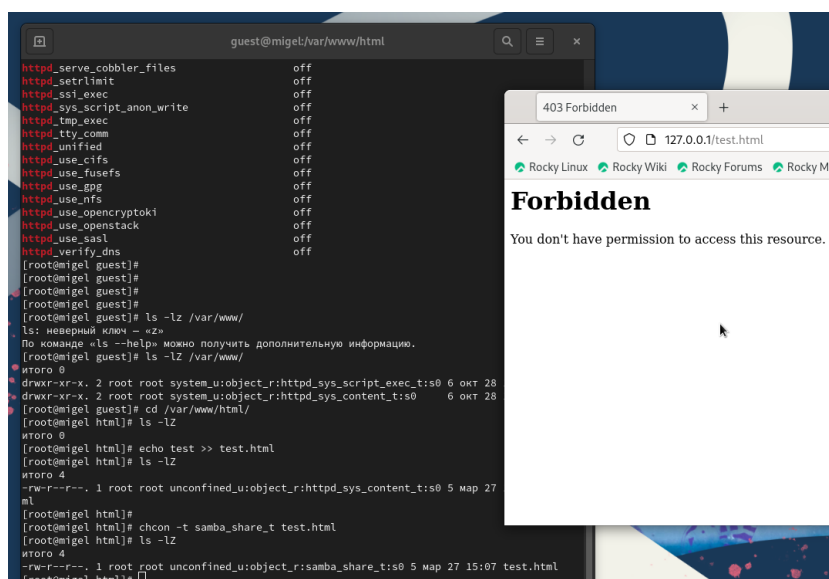 guest@migel:/var/www/html
httpd_serve_cobbler_files off
httpd_setrlimit off
httpd_ssi_exec off
httpd_sys_script_anon_write off
httpd_tmp_exec off
httpd_tty_comm off
httpd_unified off
httpd_use_cifs off
httpd_use_fusefs off
httpd_use_gpg off
httpd_use_nfs off
httpd_use_opencryptoki off
httpd_use_openstack off
httpd_use_sasl off
httpd_verify_dns off
[root@migel guest]#
[root@migel guest]#
[root@migel guest]#
[root@migel guest]#
[root@migel guest]# ls -lz /var/www/
ls: неверный ключ — «z»
По команде «ls --help» можно получить дополнительную информацию.
[root@migel guest]# ls -lZ /var/www/
итого 0
drwxr-xr-x. 2 root root system_u:object_r:httpd_sys_script_exec_t:s0 6 окт 28
drwxr-xr-x. 2 root root system_u:object_r:httpd_sys_content_t:s0 6 окт 28
[root@migel guest]# cd /var/www/html/
[root@migel html]# ls -lZ
итого 0
[root@migel html]# echo test >> test.html
[root@migel html]# ls -lZ
итого 4
-rw-r--r--. 1 root root unconfined_u:object_r:httpd_sys_content_t:s0 5 мар 27
ml
[root@migel html]#
[root@migel html]# chcon -t samba_share_t test.html
[root@migel html]# ls -lZ
итого 4
-rw-r--r--. 1 root root unconfined_u:object_r:samba_share_t:s0 5 мар 27 15:07 test.html
[root@migel html]#
403 Forbidden
127.0.0.1/test.html
Rocky Linux Rocky Wiki Rocky Forums Rocky M
Forbidden
You don't have permission to access this resource.